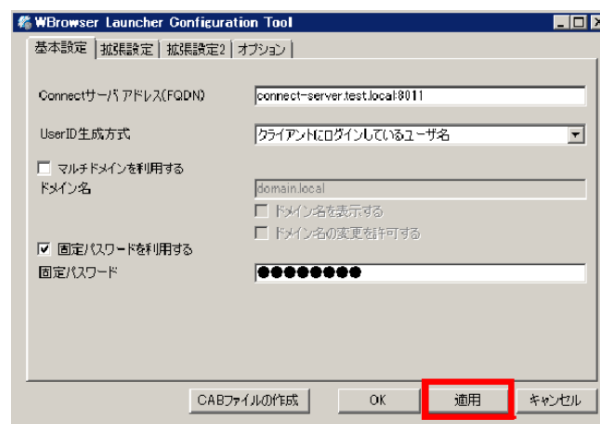 WBrowser Launcher Configuration Tool
基本設定 拡張設定 拡張設定2 オプション
Connectサーバ アドレス(FQDN) connect-server.test.local:8011
UserID生成方式 クライアントにログインしているユーザ名
マルチドメインを利用する
ドメイン名 domain.local
ドメイン名を表示する
ドメイン名の変更を許可する
固定パスワードを利用する
固定パスワード ●●●●●●●●
CABファイルの作成 OK 適用 キャンセル